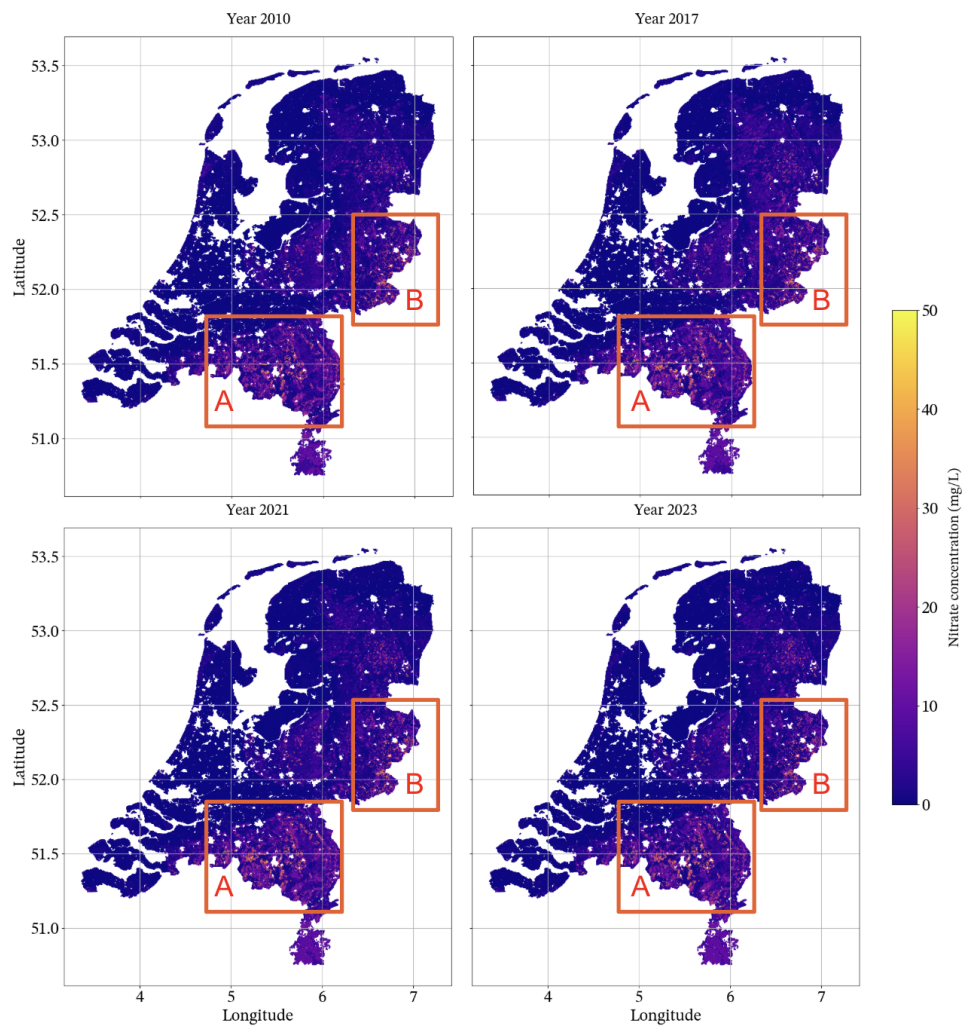 Year 2010
Year 2017
53.5
53.0
52.5
52.0
51.5
51.0
Latitude
A
B
A
B
Year 2021
Year 2023
53.5
53.0
52.5
52.0
51.5
51.0
Latitude
A
B
A
B
4 5 6 7
Longitude
4 5 6 7
Longitude
50
40
30
20
10
0
Nitrate concentration (mg/L)